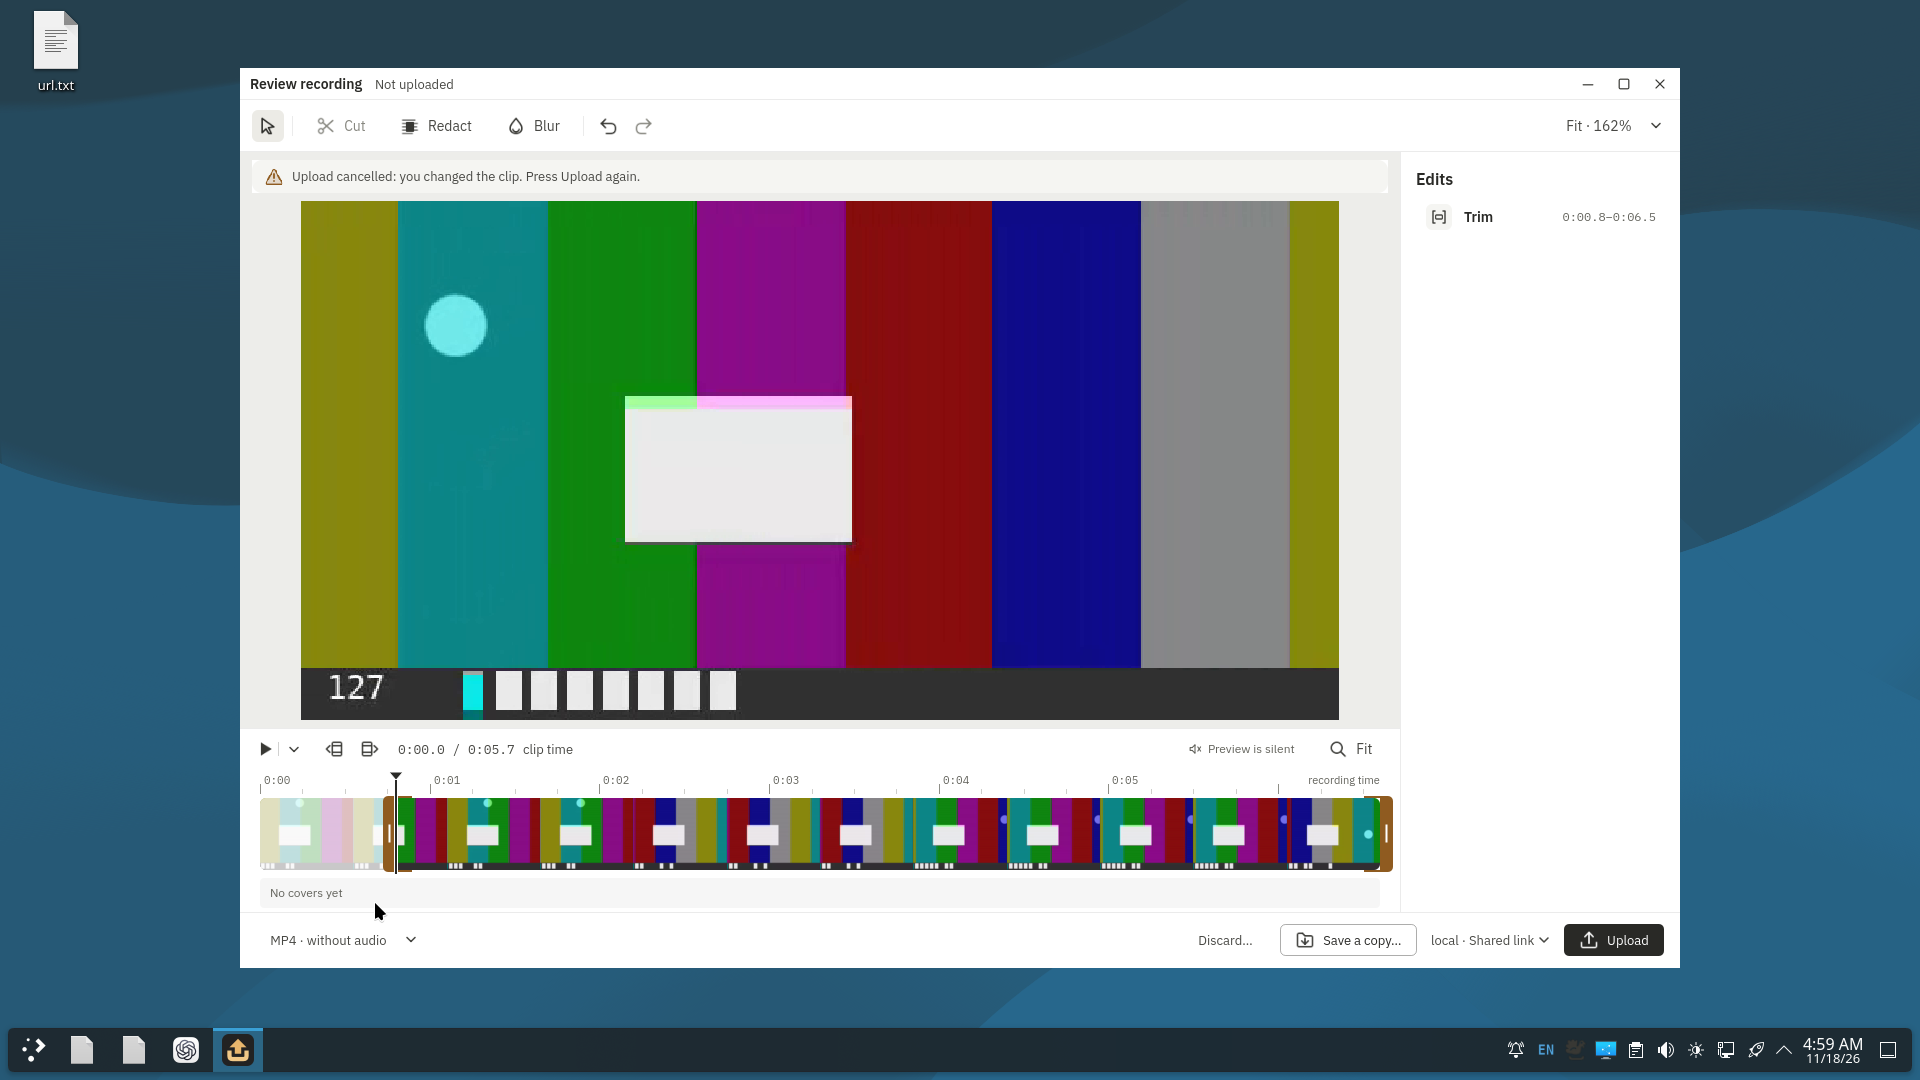 url.txt
Review recording Not uploaded
Cut Redact Blur Fit · 162%
Upload cancelled: you changed the clip. Press Upload again.
Edits
Trim 0:00.8–0:06.5
127
0:00.0 / 0:05.7 clip time Preview is silent Fit
0:00 0:01 0:02 0:03 0:04 0:05 recording time
No covers yet
MP4 · without audio Discard... Save a copy... local · Shared link Upload
EN 4:59 AM
11/18/26